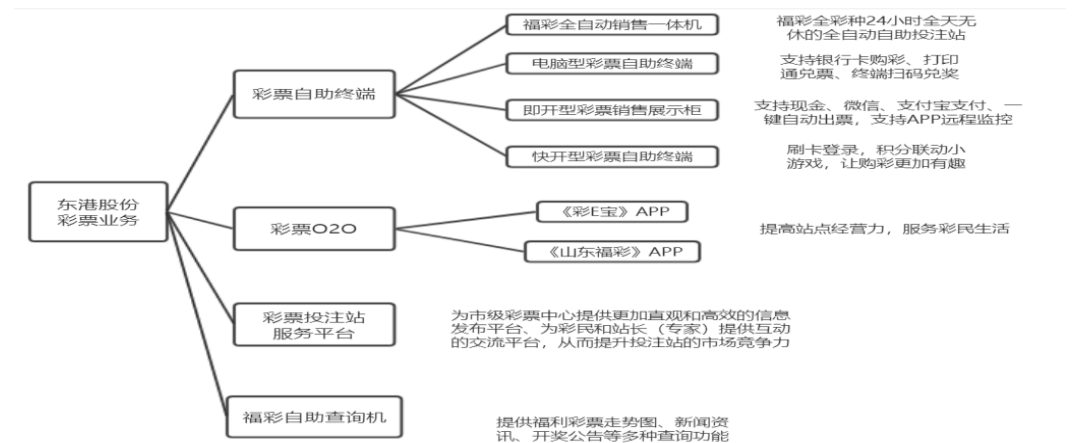 东港股份
彩票业务
彩票自助终端
福彩全自动销售一体机
福彩全彩种24小时全天无
休的全自动自助投注站
电脑型彩票自助终端
支持银行卡购彩、打印
通兑票、终端扫码兑奖
即开型彩票销售展示柜
支持现金、微信、支付宝支付、一
键自动出票，支持APP远程监控
快开型彩票自助终端
刷卡登录，积分联动小
游戏，让购彩更加有趣
彩票O2O
《彩E宝》APP
《山东福彩》APP
提高站点经营力，服务彩民生活
彩票投注站
服务平台
为市级彩票中心提供更加直观和高效的信息
发布平台、为彩民和站长（专家）提供互动
的交流平台，从而提升投注站的市场竞争力
福彩自助查询机
提供福利彩票走势图、新闻资
讯、开奖公告等多种查询功能